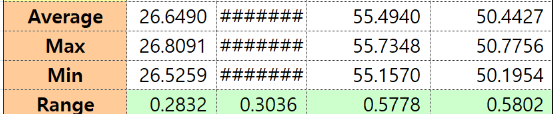 Average 26.6490 ####### 55.4940 50.4427
Max 26.8091 ####### 55.7348 50.7756
Min 26.5259 ####### 55.1570 50.1954
Range 0.2832 0.3036 0.5778 0.5802